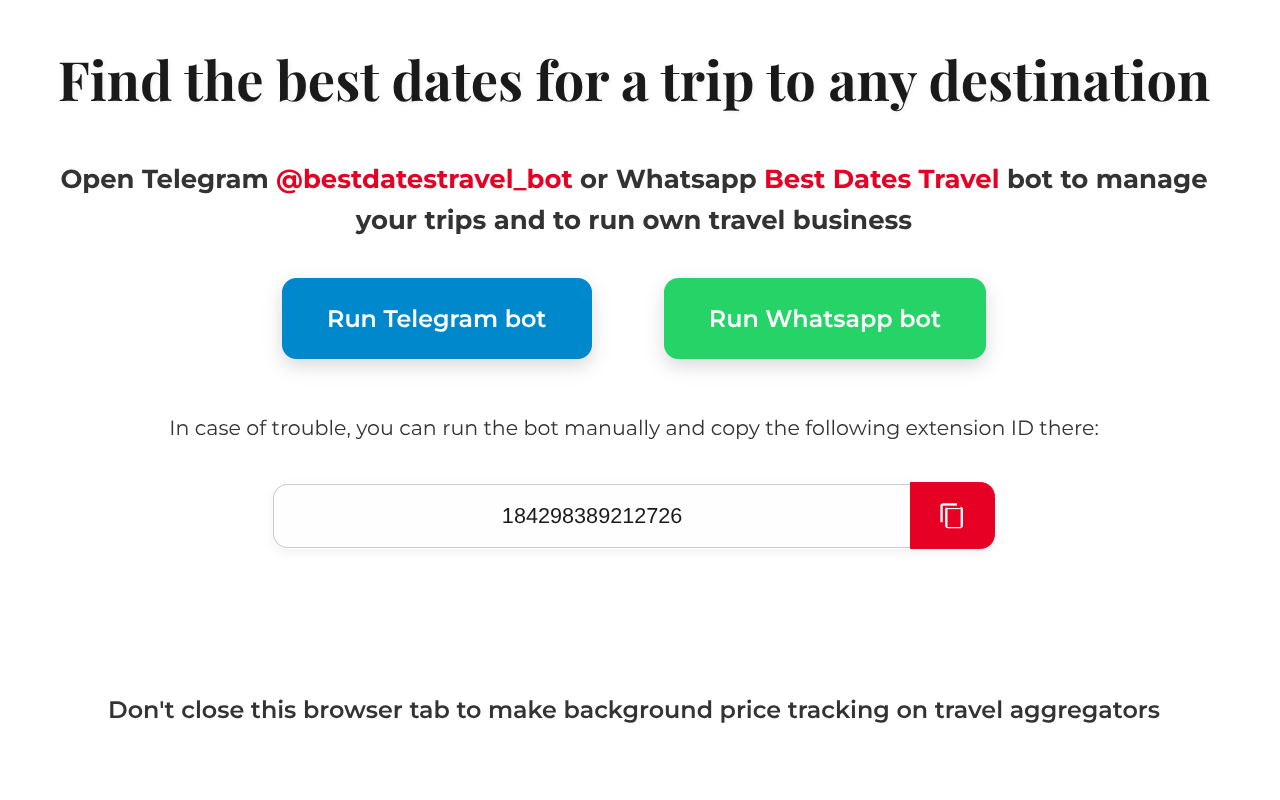 Find the best dates for a trip to any destination
Open Telegram @bestdatestravel_bot or Whatsapp Best Dates Travel bot to manage
your trips and to run own travel business
Run Telegram bot
Run Whatsapp bot
In case of trouble, you can run the bot manually and copy the following extension ID there:
184298389212726
Don't close this browser tab to make background price tracking on travel aggregators